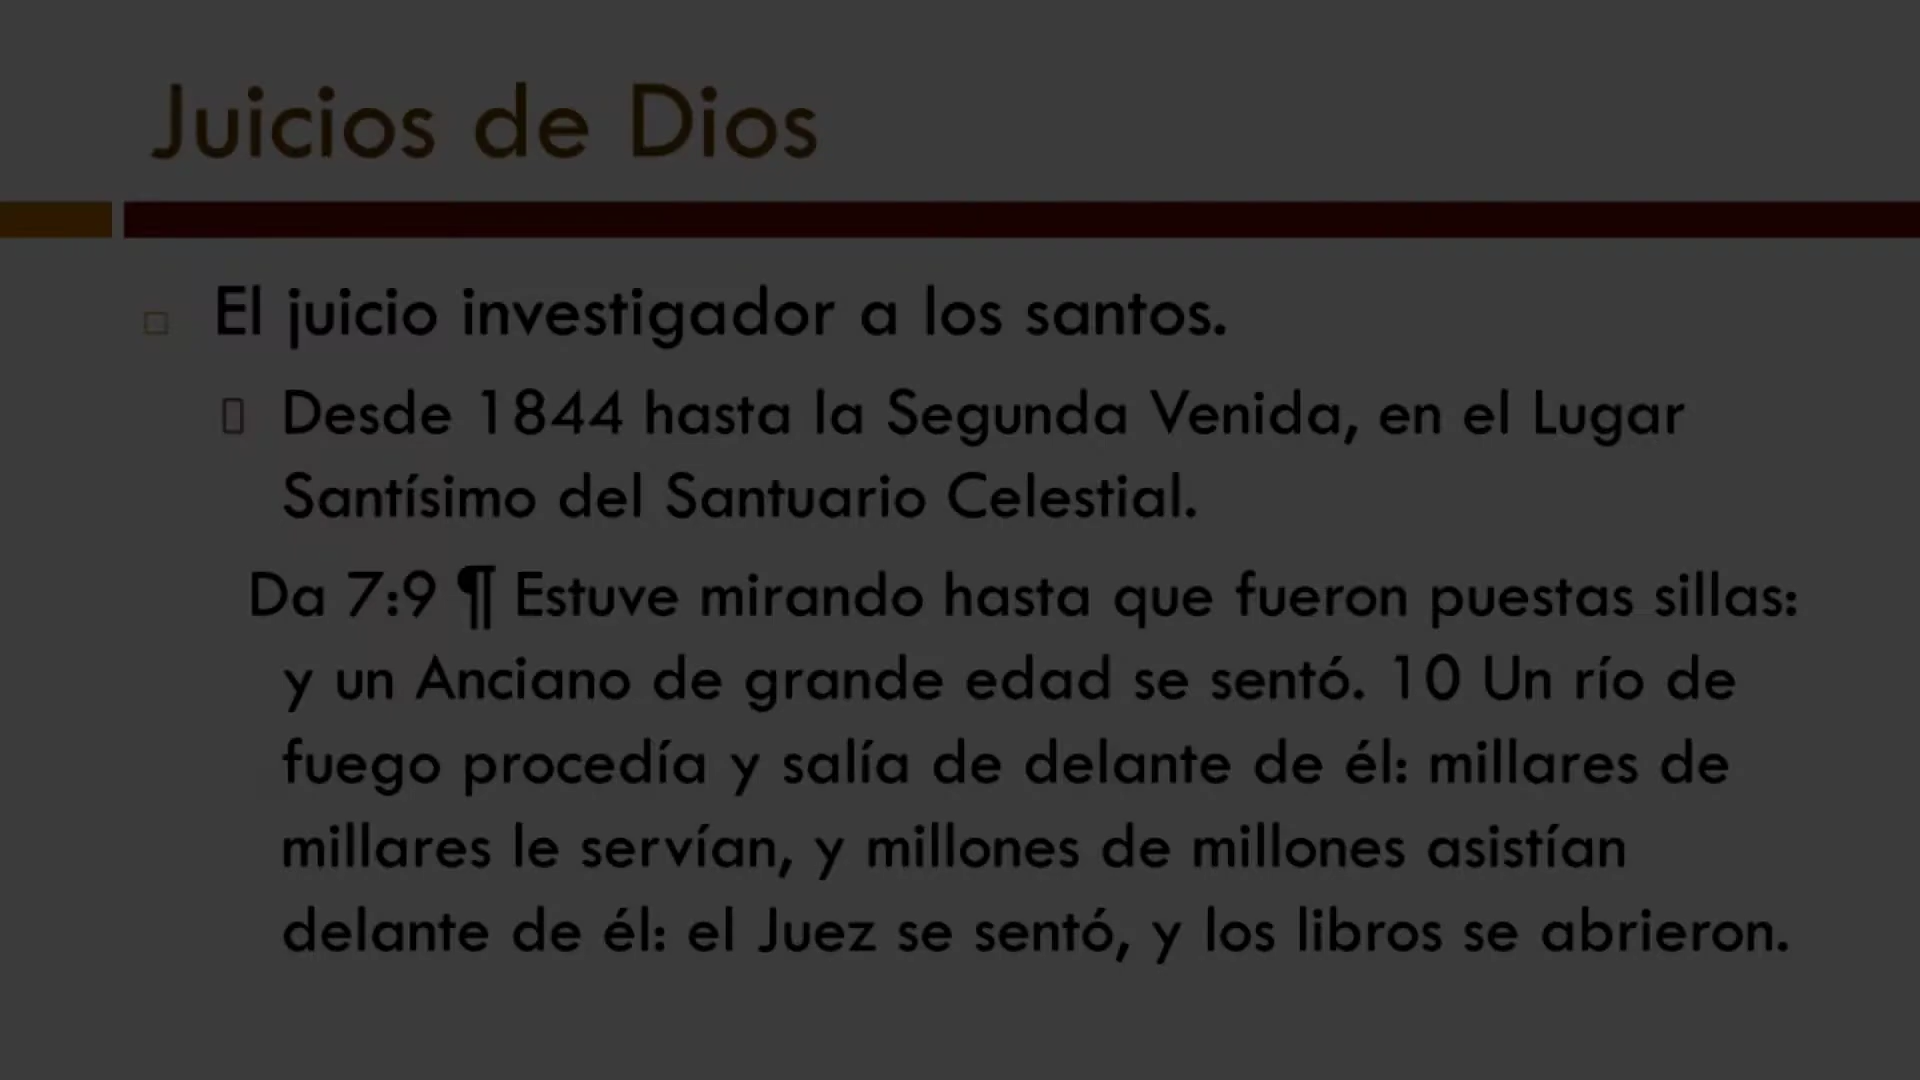 Juicios de Dios
El juicio investigador a los santos.
Desde 1844 hasta la Segunda Venida, en el Lugar
Santísimo del Santuario Celestial.
Da 7:9 ¶ Estuve mirando hasta que fueron puestas sillas:
y un Anciano de grande edad se sentó. 10 Un río de
fuego procedía y salía de delante de él: millares de
millares le servían, y millones de millones asistían
delante de él: el Juez se sentó, y los libros se abrieron.